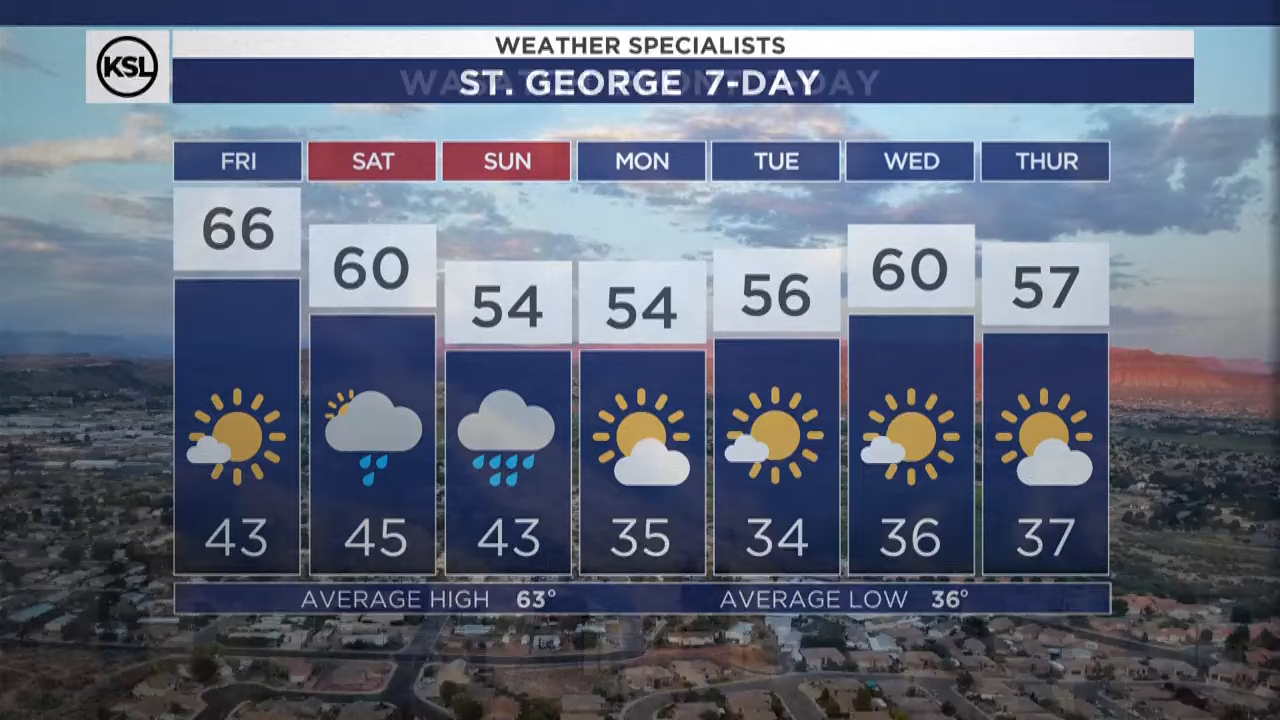 KSL
WEATHER SPECIALISTS
ST. GEORGE 7-DAY
FRI SAT SUN MON TUE WED THUR
66 60 54 54 56 60 57
43 45 43 35 34 36 37
AVERAGE HIGH 63° AVERAGE LOW 36°